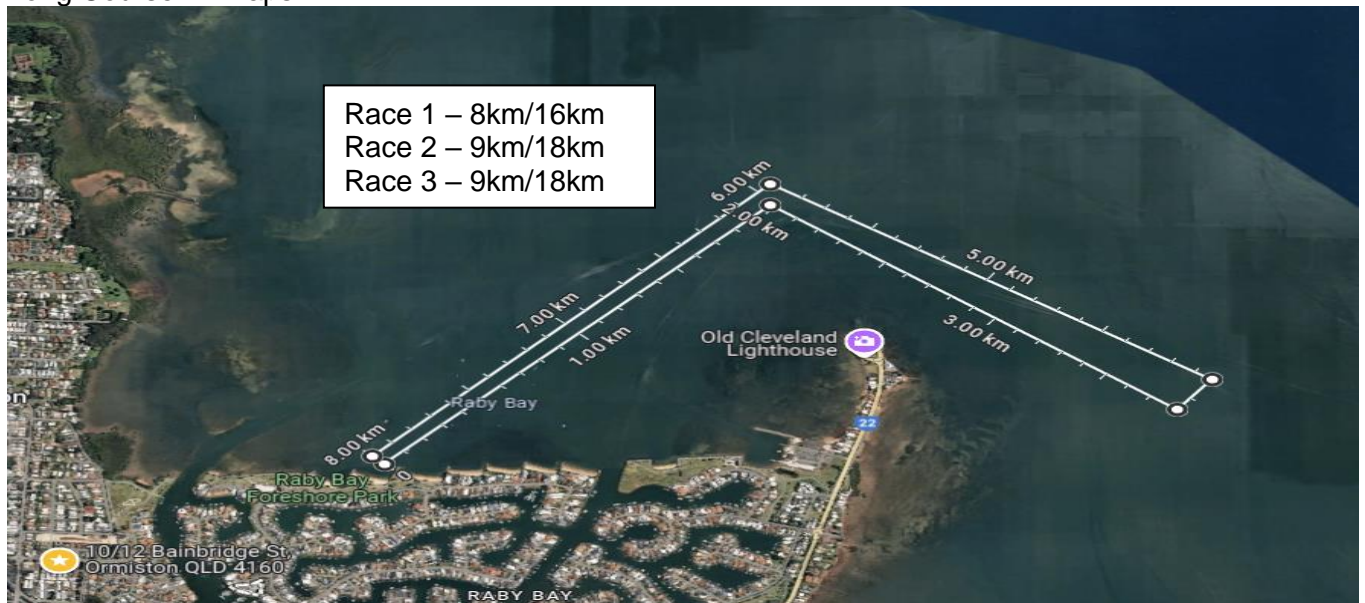 Race 1 – 8km/16km
Race 2 – 9km/18km
Race 3 – 9km/18km
6.00 km
2.00 km
5.00 km
3.00 km
7.00 km
1.00 km
Old Cleveland
Lighthouse
22
Raby Bay
8.00 km
0
Raby Bay
Foreshore Park
10/12 Bainbridge St,
Ormiston QLD 4160
RABY BAY